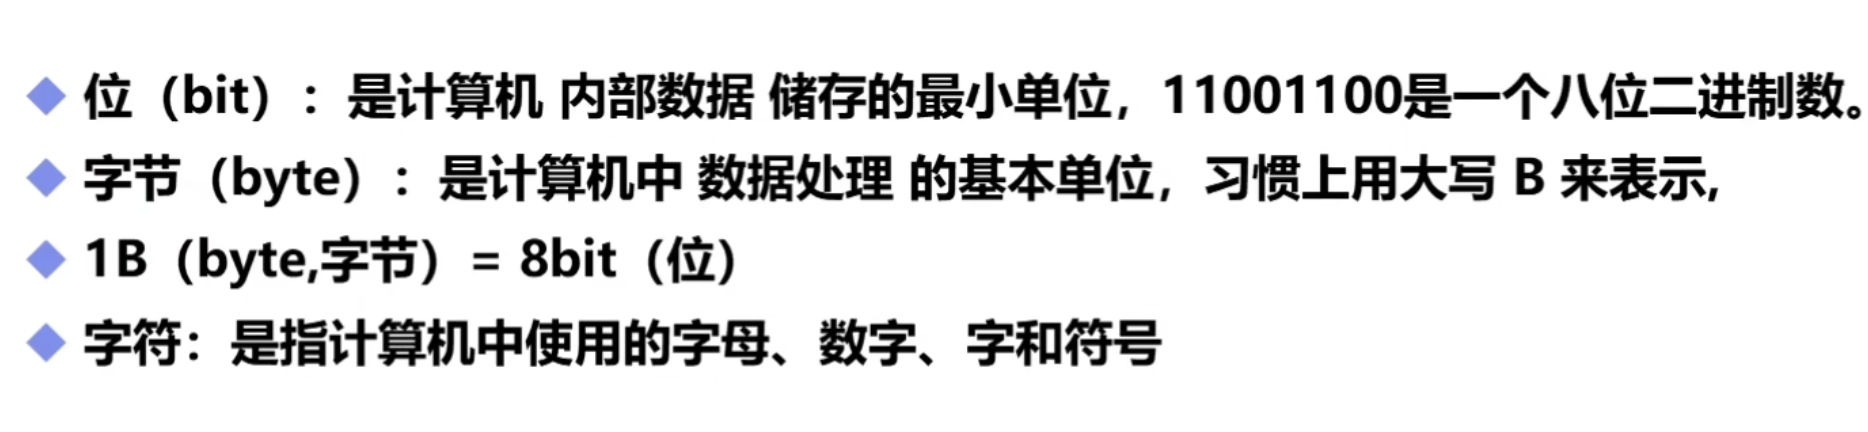 位（bit）：是计算机 内部数据 储存的最小单位，11001100是一个八位二进制数。
字节（byte）：是计算机中 数据处理 的基本单位，习惯上用大写 B 来表示,
1B（byte,字节）= 8bit（位）
字符：是指计算机中使用的字母、数字、字和符号